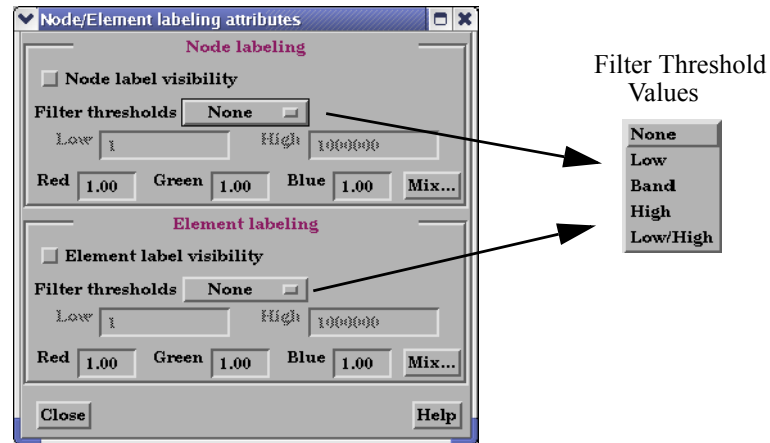 Node/Element labeling attributes
Node labeling
Node label visibility
Filter thresholds None
Low 1 High 1000000
Red 1.00 Green 1.00 Blue 1.00 Mix...
Element labeling
Element label visibility
Filter thresholds None
Low 1 High 1000000
Red 1.00 Green 1.00 Blue 1.00 Mix...
Close Help
Filter Threshold
Values
None
Low
Band
High
Low/High